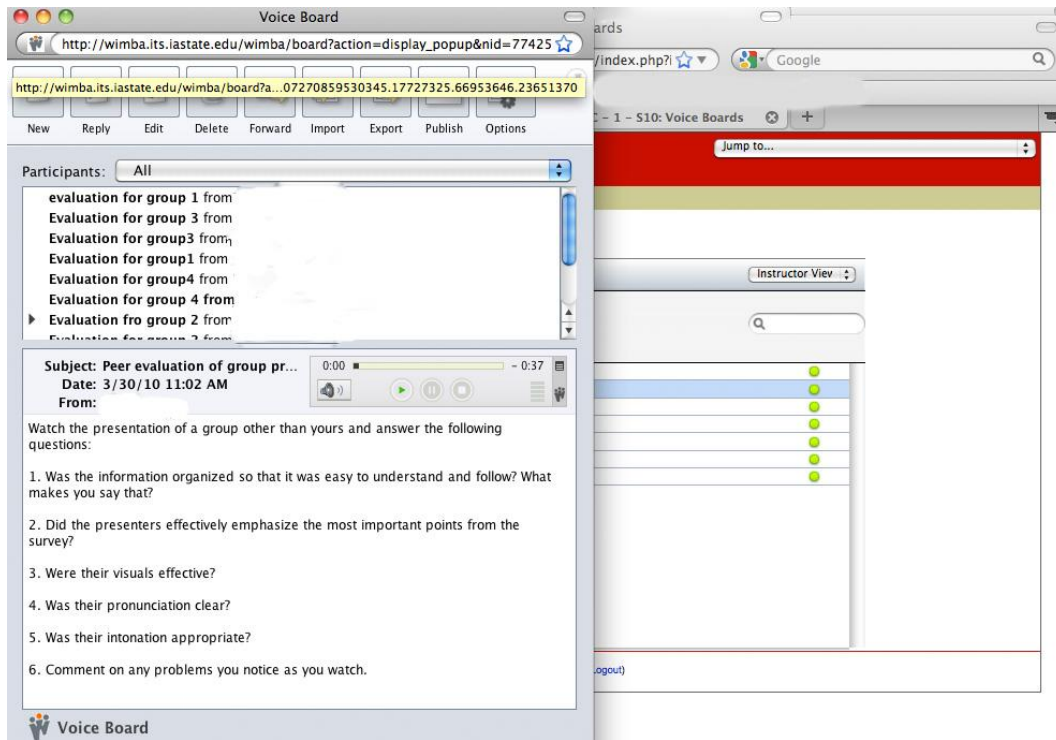 Voice Board
http://wimba.its.iastate.edu/wimba/board?action=display_popup&nid=77425
http://wimba.its.iastate.edu/wimba/board?a...07270859530345.17727325.66953646.23651370
New Reply Edit Delete Forward Import Export Publish Options
Participants: All
evaluation for group 1 from
Evaluation for group 3 from
Evaluation for group3 from
Evaluation for group1 from
Evaluation for group4 from
Evaluation for group 4 from
Evaluation fro group 2 from
Evaluation for group 2 from
Subject: Peer evaluation of group pr...
Date: 3/30/10 11:02 AM
From:
0:00 - 0:37
Watch the presentation of a group other than yours and answer the following
questions:
1. Was the information organized so that it was easy to understand and follow? What
makes you say that?
2. Did the presenters effectively emphasize the most important points from the
survey?
3. Were their visuals effective?
4. Was their pronunciation clear?
5. Was their intonation appropriate?
6. Comment on any problems you notice as you watch.
Voice Board
ards
/index.php?i
Google
- 1 - S10: Voice Boards
Jump to...
Instructor View
Logout)